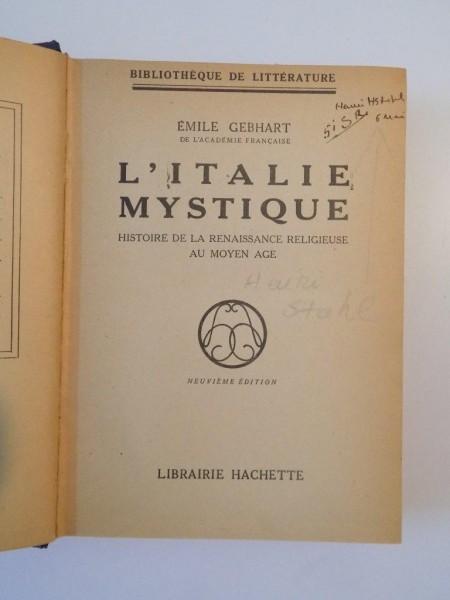 BIBLIOTHÈQUE DE LITTÉRATURE
ÉMILE GEBHART
DE L'ACADÉMIE FRANÇAISE
L'ITALIE
MYSTIQUE
HISTOIRE DE LA RENAISSANCE RELIGIEUSE
AU MOYEN AGE
Stahl
NEUVIÈME ÉDITION
LIBRAIRIE HACHETTE